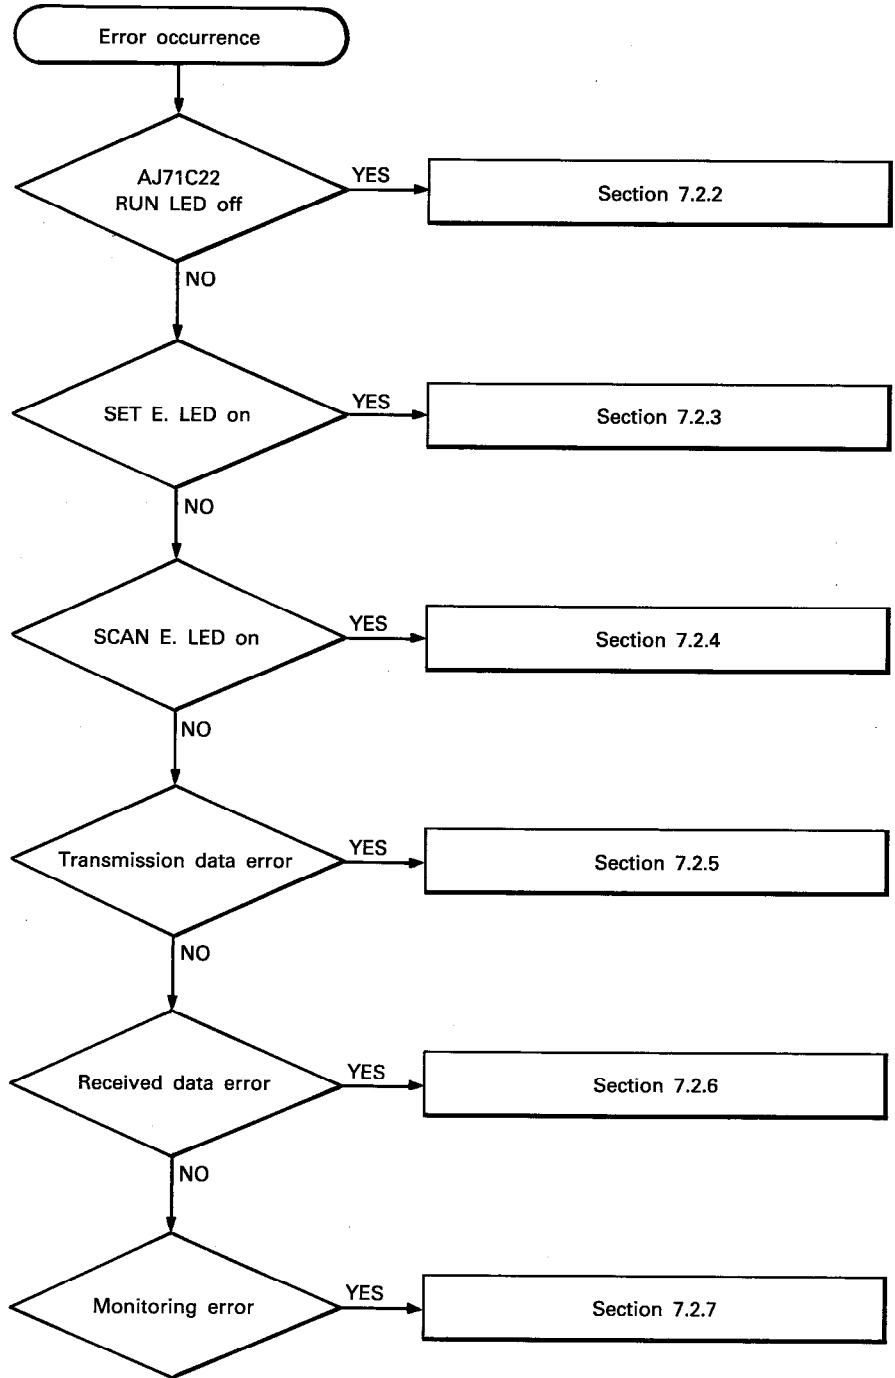 Error occurrence
AJ71C22
RUN LED off
YES
Section 7.2.2
NO
SET E. LED on
YES
Section 7.2.3
NO
SCAN E. LED on
YES
Section 7.2.4
NO
Transmission data error
YES
Section 7.2.5
NO
Received data error
YES
Section 7.2.6
NO
Monitoring error
YES
Section 7.2.7